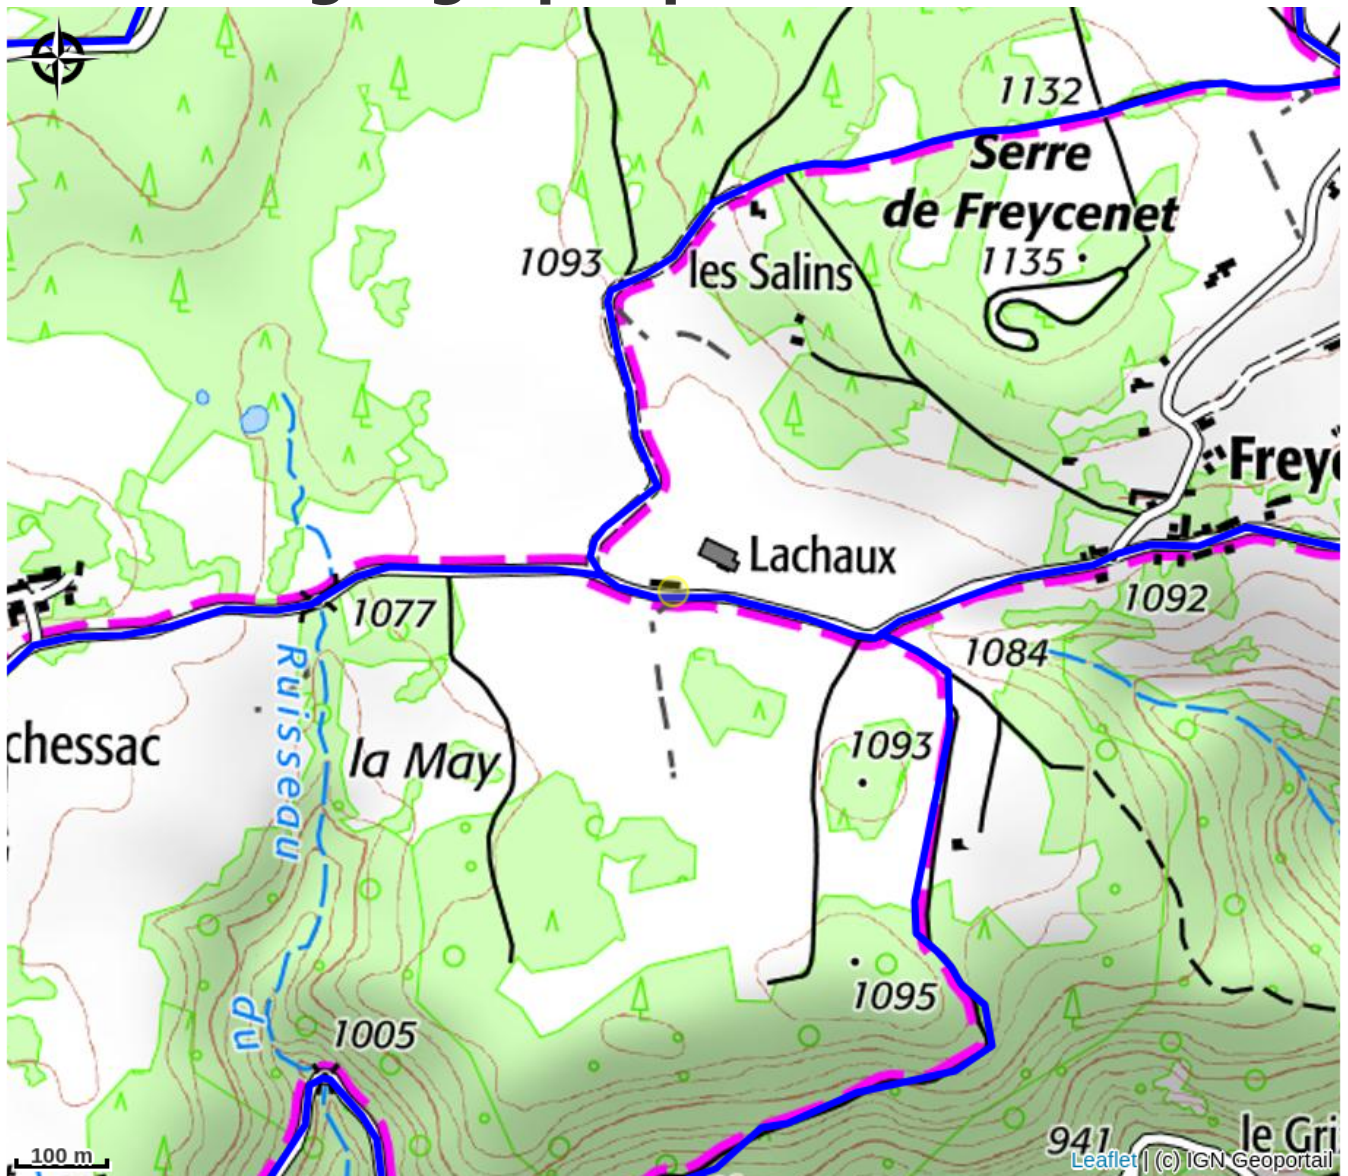 1132
Serre
de Freycenet
1093
les Salins
1135
Lachaux
1077
1092
1084
Ruisseau
chessac
la May
1093
1095
du
1005
941
100 m
Leaflet | (c) IGN Geoportail